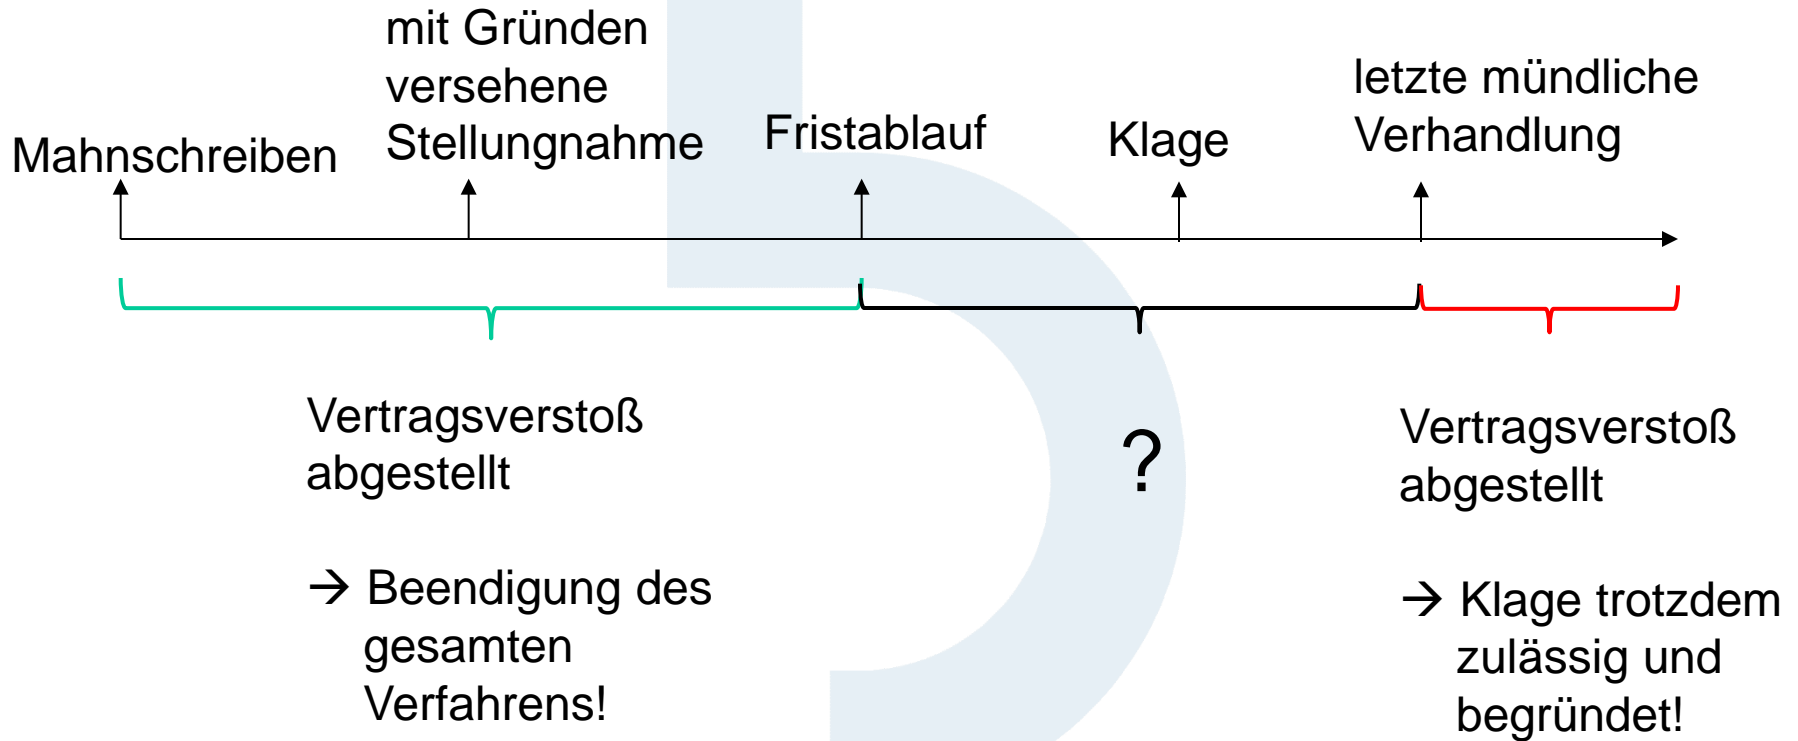 Mahnschreiben
mit Gründen
versehene
Stellungnahme
Fristablauf
Klage
letzte mündliche
Verhandlung
Vertragsverstoß
abgestellt
→ Beendigung des
gesamten
Verfahrens!
?
Vertragsverstoß
abgestellt
→ Klage trotzdem
zulässig und
begründet!